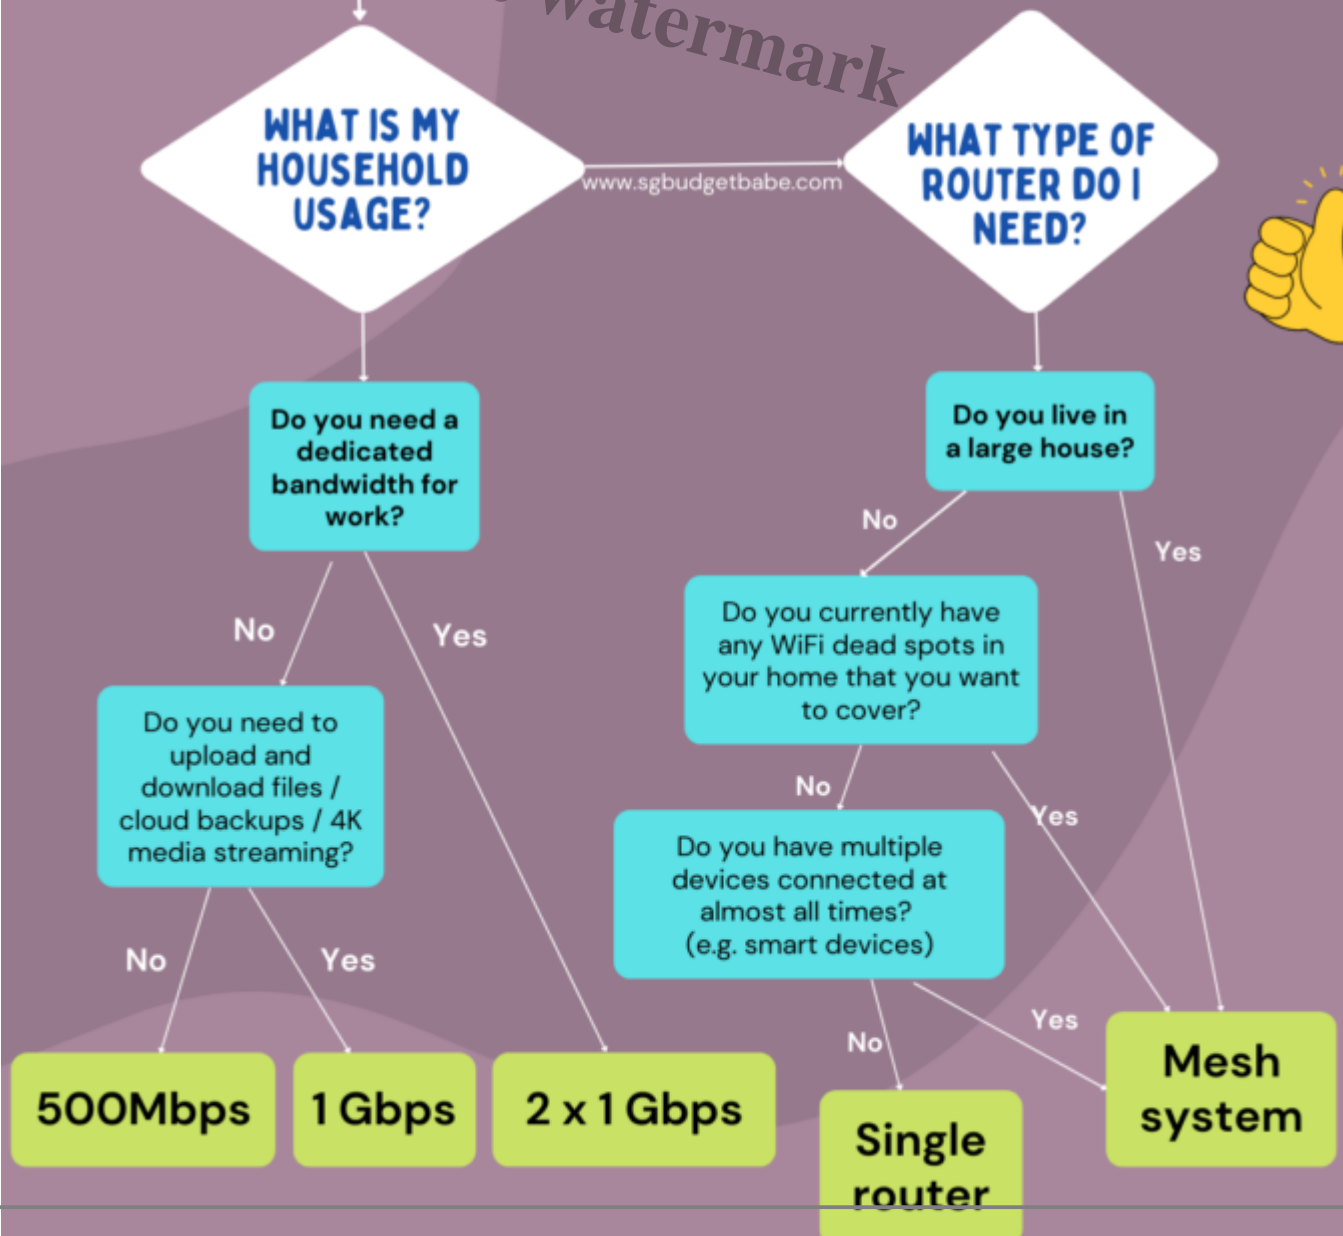 watermark
WHAT IS MY
HOUSEHOLD
USAGE?
www.sgbudgetbabe.com
WHAT TYPE OF
ROUTER DO I
NEED?
Do you need a
dedicated
bandwidth for
work?
No
Yes
Do you need to
upload and
download files /
cloud backups / 4K
media streaming?
No
Yes
500Mbps
1 Gbps
2 x 1 Gbps
Do you live in
a large house?
No
Yes
Do you currently have
any WiFi dead spots in
your home that you want
to cover?
No
Yes
Do you have multiple
devices connected at
almost all times?
(e.g. smart devices)
No
Yes
Single
router
Mesh
system